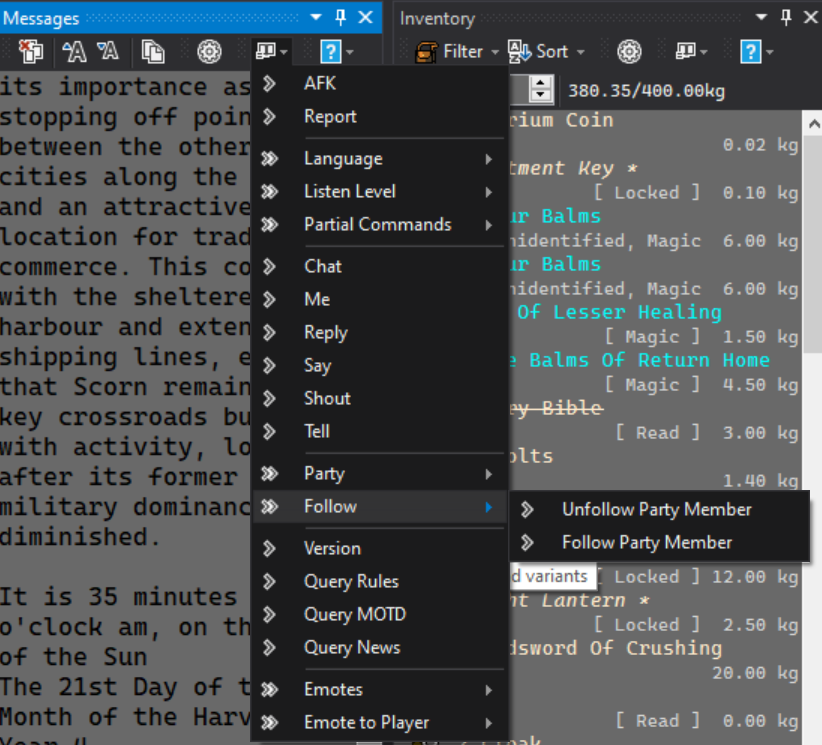 Messages
its importance as
stopping off poin
between the other
cities along the
and an attractive
location for trad
commerce. This co
with the sheltere
harbour and exten
shipping lines, e
that Scorn remain
key crossroads bu
with activity, lo
after its former
military dominanc
diminished.
It is 35 minutes
o'clock am, on th
of the Sun
The 21st Day of t
Month of the Harv
AFK
Report
Language
Listen Level
Partial Commands
Chat
Me
Reply
Say
Shout
Tell
Party
Follow
Version
Query Rules
Query MOTD
Query News
Emotes
Emote to Player
Unfollow Party Member
Follow Party Member
d variants
Inventory
Filter
Sort
380.35/400.00kg
rium Coin
0.02 kg
tment Key *
[ Locked ] 0.10 kg
ur Balms
nidentified, Magic 6.00 kg
ur Balms
nidentified, Magic 6.00 kg
Of Lesser Healing
[ Magic ] 1.50 kg
e Balms Of Return Home
[ Magic ] 4.50 kg
ry Bible
[ Read ] 3.00 kg
olts
1.40 kg
[ Locked ] 12.00 kg
nt Lantern *
[ Locked ] 2.50 kg
dsword Of Crushing
20.00 kg
[ Read ] 0.00 kg